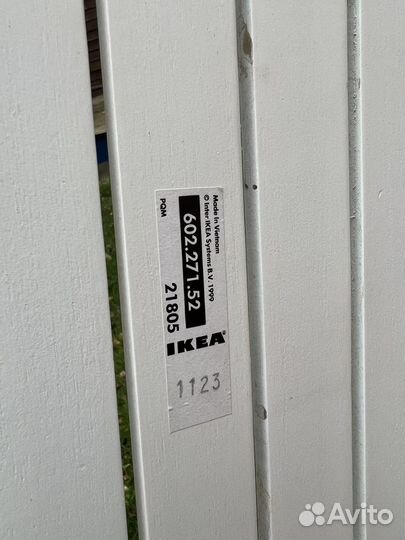 Made in Vietnam
© Inter IKEA Systems B.V. 1999
602.271.52
21805
PQM
IKEA®
1123
Avito